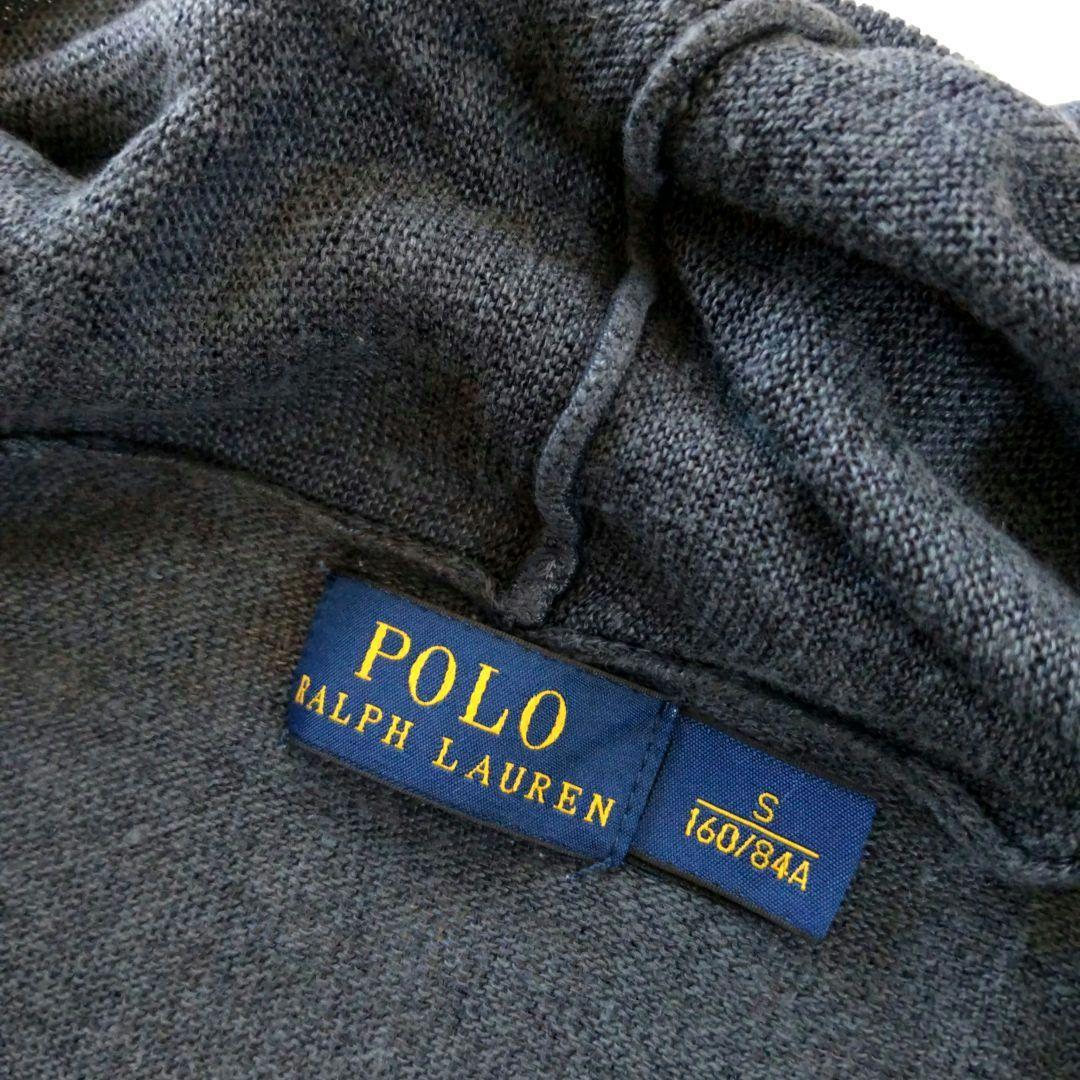 POLO
RALPH LAUREN
S
160/84A